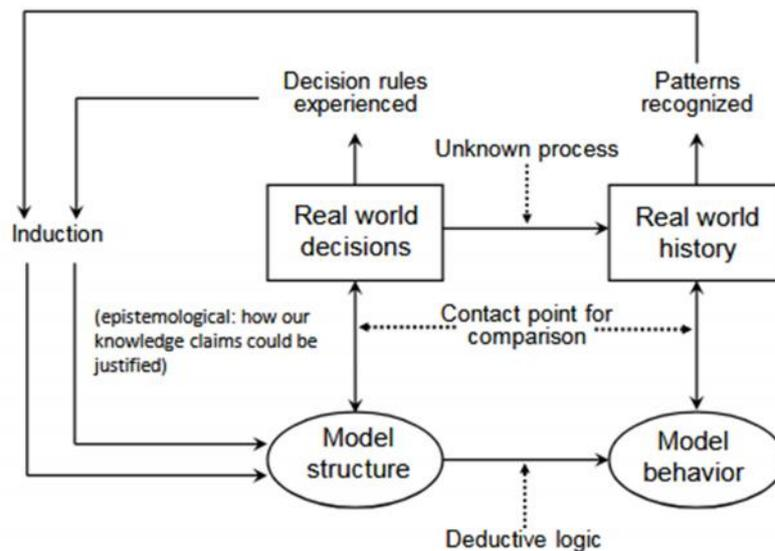 Decision rules
experienced
Patterns
recognized
Unknown process
Induction
Real world
decisions
Real world
history
(epistemological: how our
knowledge claims could be
justified)
Contact point for
comparison
Model
structure
Model
behavior
Deductive logic